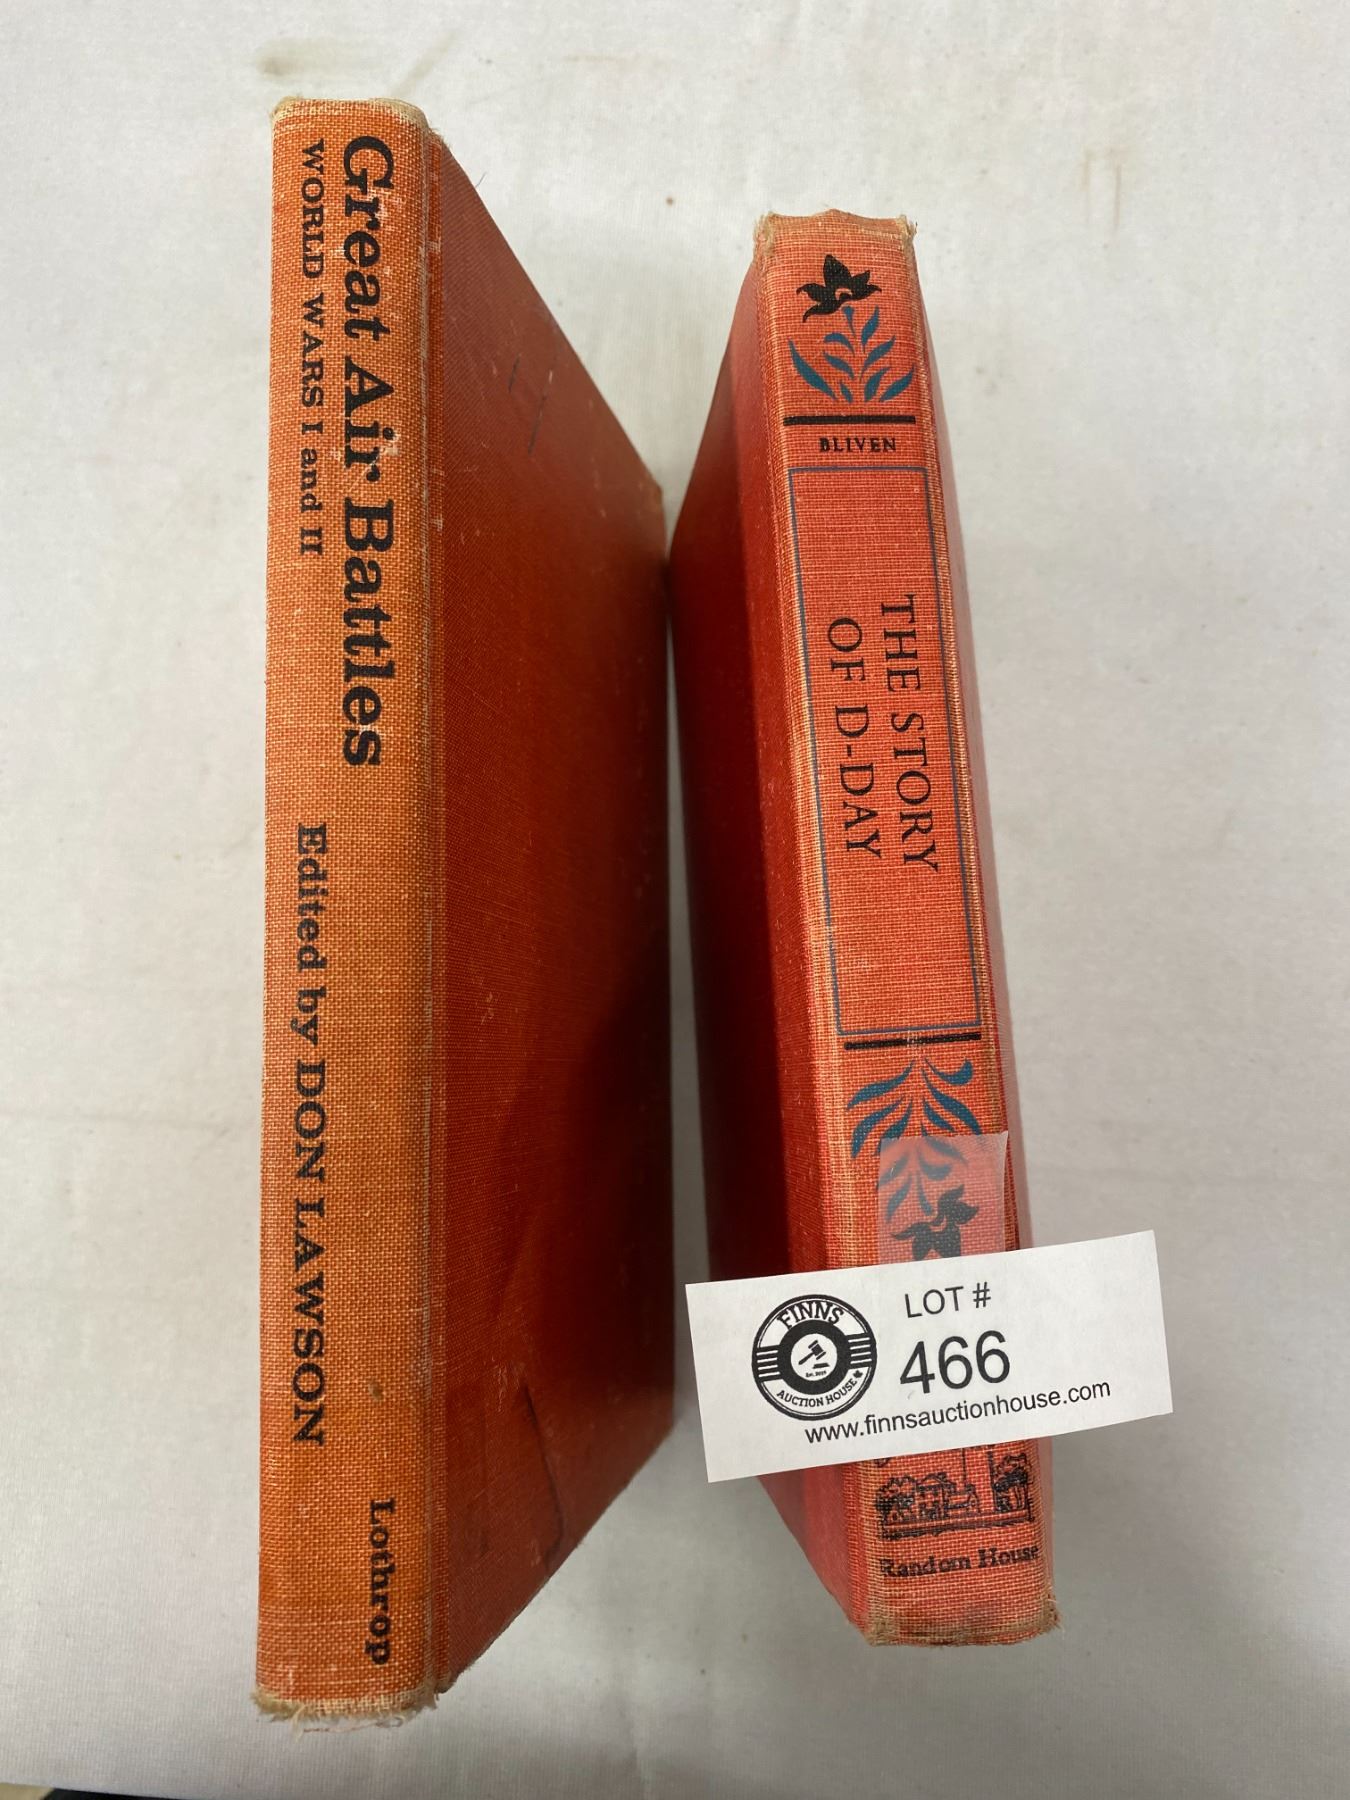 Great Air Battles
WORLD WARS I and II
Edited by DON LAWSON
Lothrop
BLIVEN
THE STORY
OF D-DAY
FINNS
AUCTION HOUSE
LOT #
466
www.finnsauctionhouse.com
Random House